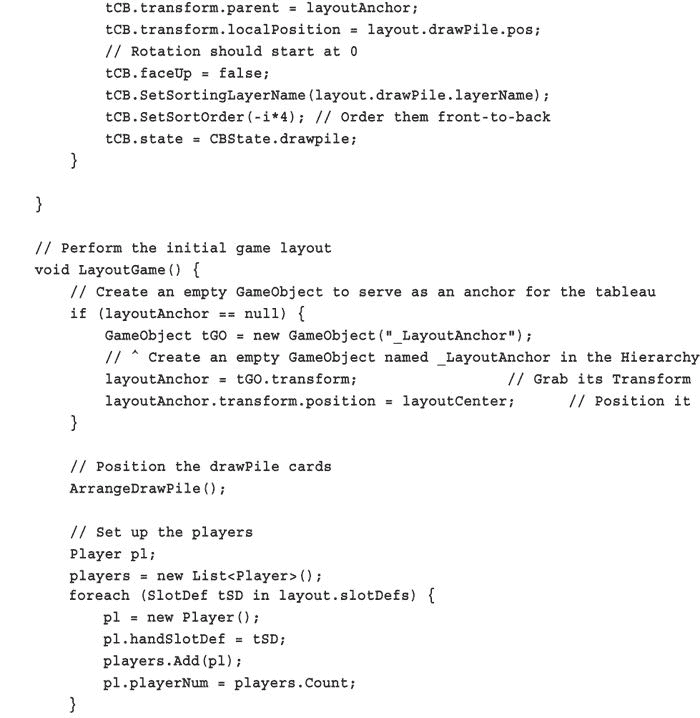 tCB.transform.parent = layoutAnchor;
tCB.transform.localPosition = layout.drawPile.pos;
// Rotation should start at 0
tCB.faceUp = false;
tCB.SetSortingLayerName(layout.drawPile.layerName);
tCB.SetSortOrder(-i*4); // Order them front-to-back
tCB.state = CBState.drawpile;
}
}
// Perform the initial game layout
void LayoutGame() {
// Create an empty GameObject to serve as an anchor for the tableau
if (layoutAnchor == null) {
GameObject tGO = new GameObject("_LayoutAnchor");
// ^ Create an empty GameObject named _LayoutAnchor in the Hierarchy
layoutAnchor = tGO.transform; // Grab its Transform
layoutAnchor.transform.position = layoutCenter; // Position it
}
// Position the drawPile cards
ArrangeDrawPile();
// Set up the players
Player pl;
players = new List<Player>();
foreach (SlotDef tSD in layout.slotDefs) {
pl = new Player();
pl.handSlotDef = tSD;
players.Add(pl);
pl.playerNum = players.Count;
}